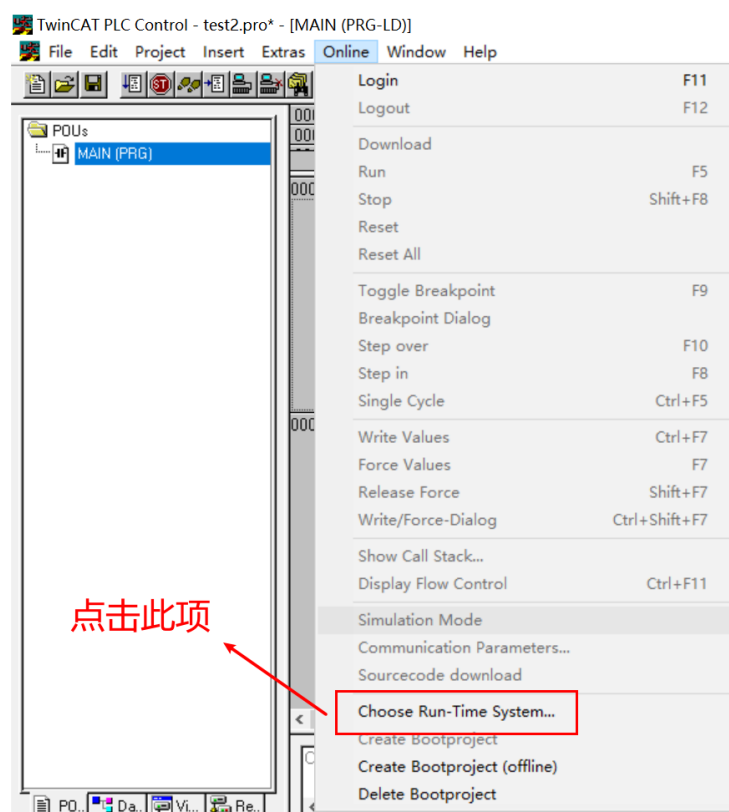 TwinCAT PLC Control - test2.pro* - [MAIN (PRG-LD)]
File Edit Project Insert Extras Online Window Help
Login F11
Logout F12
POUs
MAIN (PRG)
Download
Run F5
Stop Shift+F8
Reset
Reset All
Toggle Breakpoint F9
Breakpoint Dialog
Step over F10
Step in F8
Single Cycle Ctrl+F5
Write Values Ctrl+F7
Force Values F7
Release Force Shift+F7
Write/Force-Dialog Ctrl+Shift+F7
Show Call Stack...
Display Flow Control Ctrl+F11
点击此项
Simulation Mode
Communication Parameters...
Sourcecode download
Choose Run-Time System...
Create Bootproject
Create Bootproject (offline)
Delete Bootproject
PO.. Da.. Vi... Re..